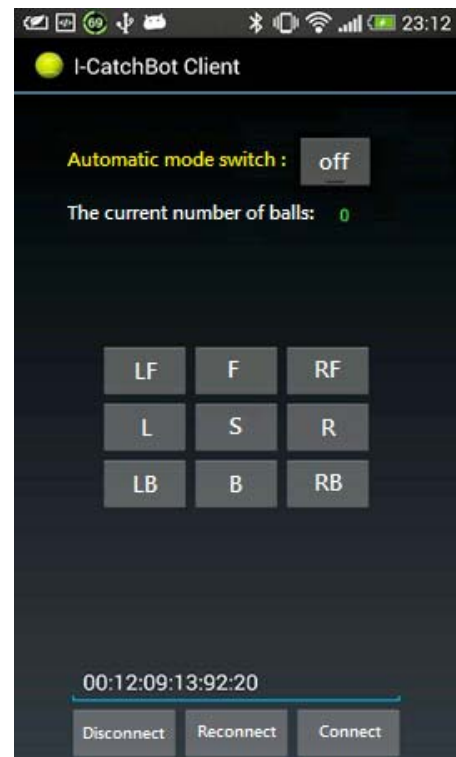 69 23:12
I-CatchBot Client
Automatic mode switch : off
The current number of balls: 0
LF F RF
L S R
LB B RB
00:12:09:13:92:20
Disconnect Reconnect Connect